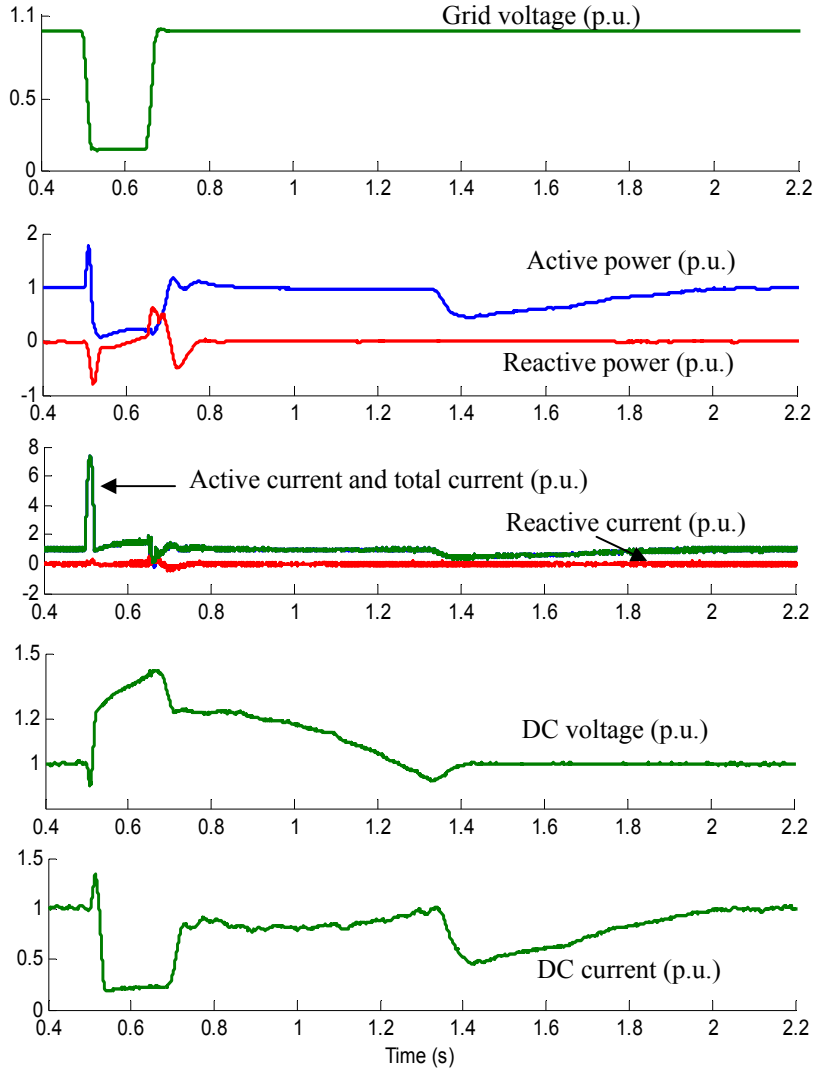 1.1
Grid voltage (p.u.)
0.5
0
0.4 0.6 0.8 1 1.2 1.4 1.6 1.8 2 2.2
2
Active power (p.u.)
1
0
Reactive power (p.u.)
-1
0.4 0.6 0.8 1 1.2 1.4 1.6 1.8 2 2.2
8
6
Active current and total current (p.u.)
4
Reactive current (p.u.)
2
0
-2
0.4 0.6 0.8 1 1.2 1.4 1.6 1.8 2 2.2
1.5
1.2
DC voltage (p.u.)
1
0.4 0.6 0.8 1 1.2 1.4 1.6 1.8 2 2.2
1.5
1
0.5
DC current (p.u.)
0
0.4 0.6 0.8 1 1.2 1.4 1.6 1.8 2 2.2
Time (s)